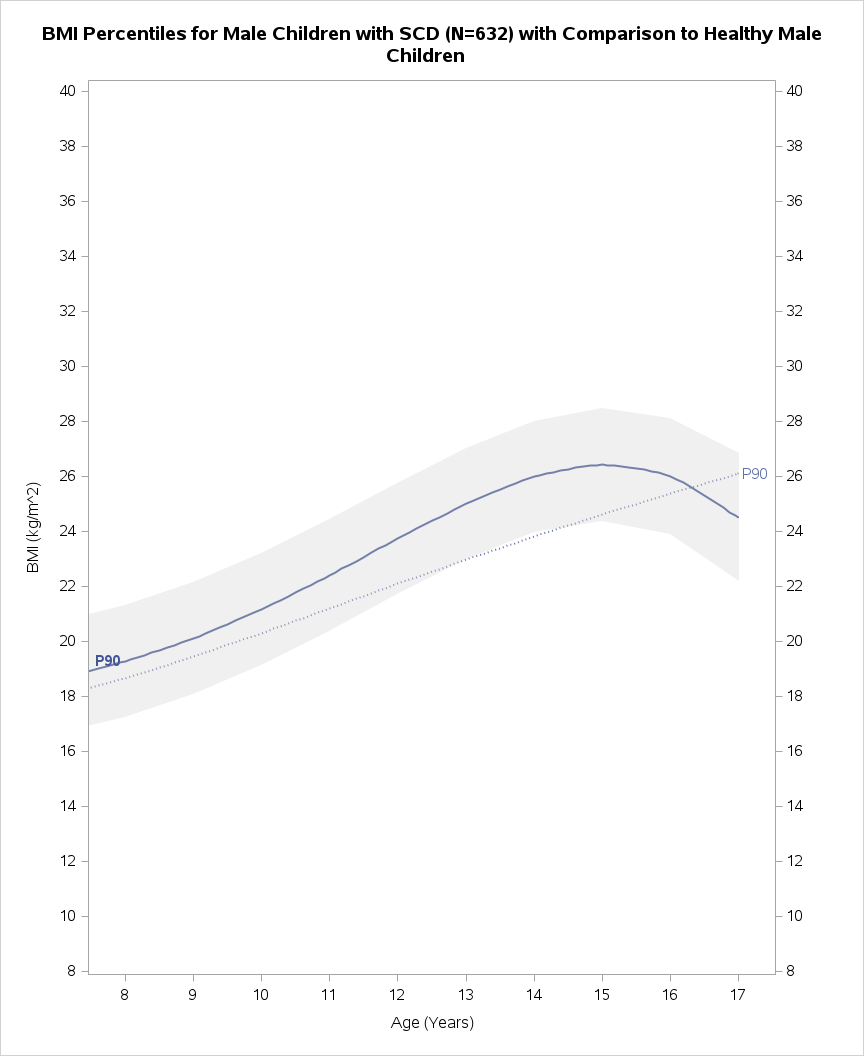 BMI Percentiles for Male Children with SCD (N=632) with Comparison to Healthy Male
Children
40 40
38 38
36 36
34 34
32 32
30 30
28 28
26 P90 26
24 24
22 22
20 20
P90
18 18
16 16
14 14
12 12
10 10
8 8
BMI (kg/m^2)
8 9 10 11 12 13 14 15 16 17
Age (Years)